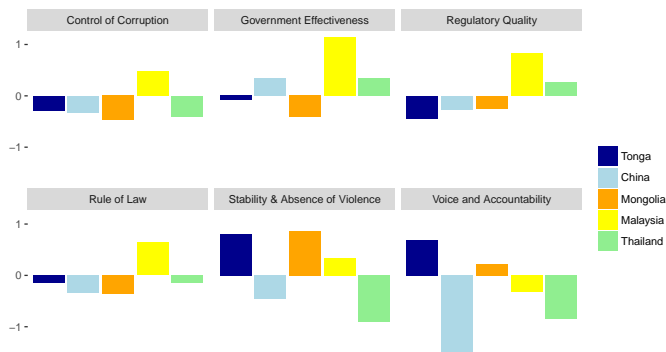 Control of Corruption
Government Effectiveness
Regulatory Quality
1
0
−1
Rule of Law
Stability & Absence of Violence
Voice and Accountability
1
0
−1
Tonga
China
Mongolia
Malaysia
Thailand